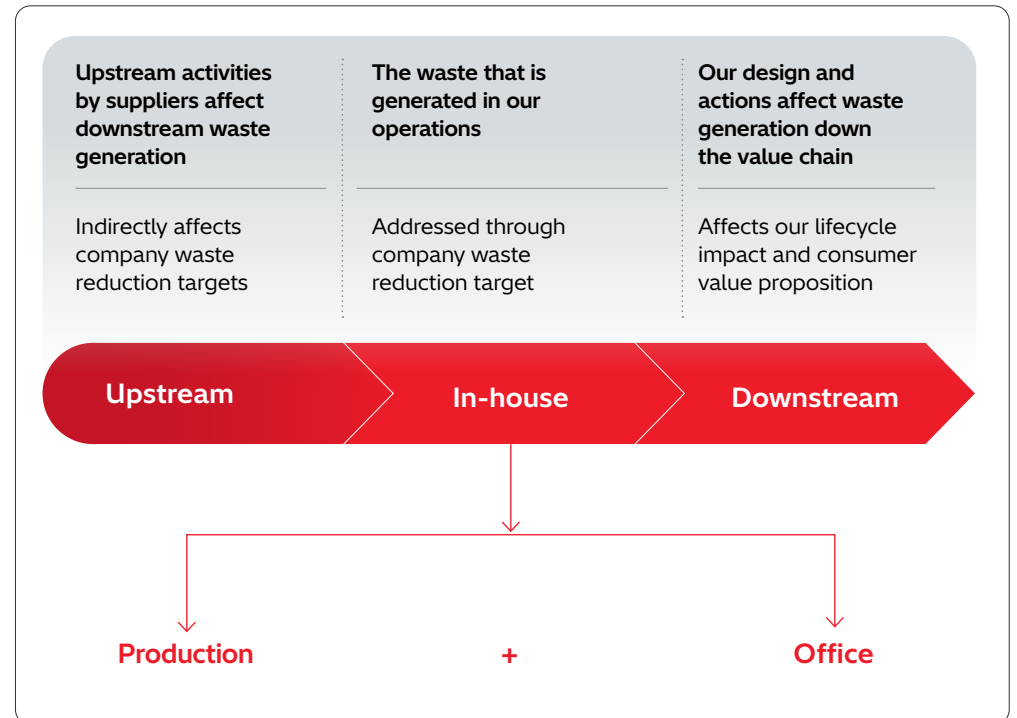 Upstream activities
by suppliers affect
downstream waste
generation
Indirectly affects
company waste
reduction targets
The waste that is
generated in our
operations
Addressed through
company waste
reduction target
Our design and
actions affect waste
generation down
the value chain
Affects our lifecycle
impact and consumer
value proposition
Upstream
In-house
Downstream
Production
+
Office